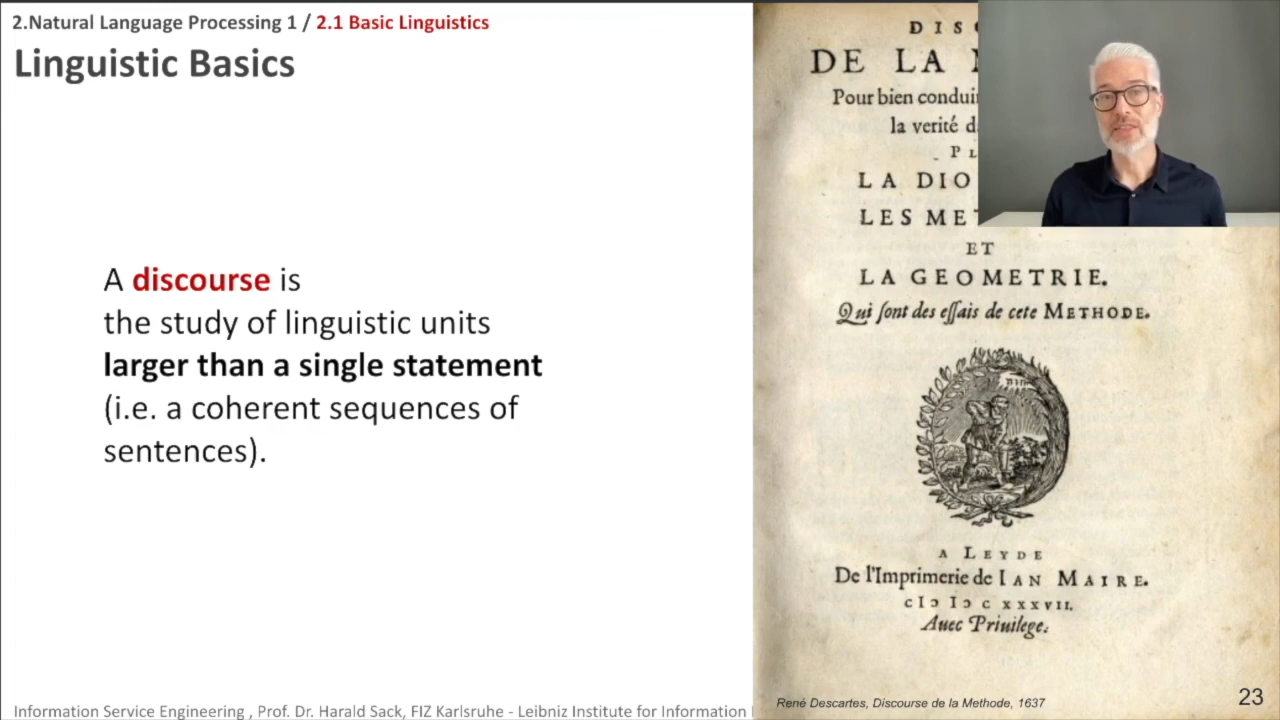 2.Natural Language Processing 1 / 2.1 Basic Linguistics
Linguistic Basics
A discourse is
the study of linguistic units
larger than a single statement
(i.e. a coherent sequences of
sentences).
DISC
DE LA
Pour bien condui
la verité d
PL
LA DIO
LES MET
ET
LA GEOMETRIE.
Qui ſont des eſſais de cete METHODE.
A LEYDE
De l'Imprimerie de IAN MAIRE.
cIↄ Iↄ c xxxvii.
Auec Priuilege.
René Descartes, Discourse de la Methode, 1637
Information Service Engineering , Prof. Dr. Harald Sack, FIZ Karlsruhe - Leibniz Institute for Information
23